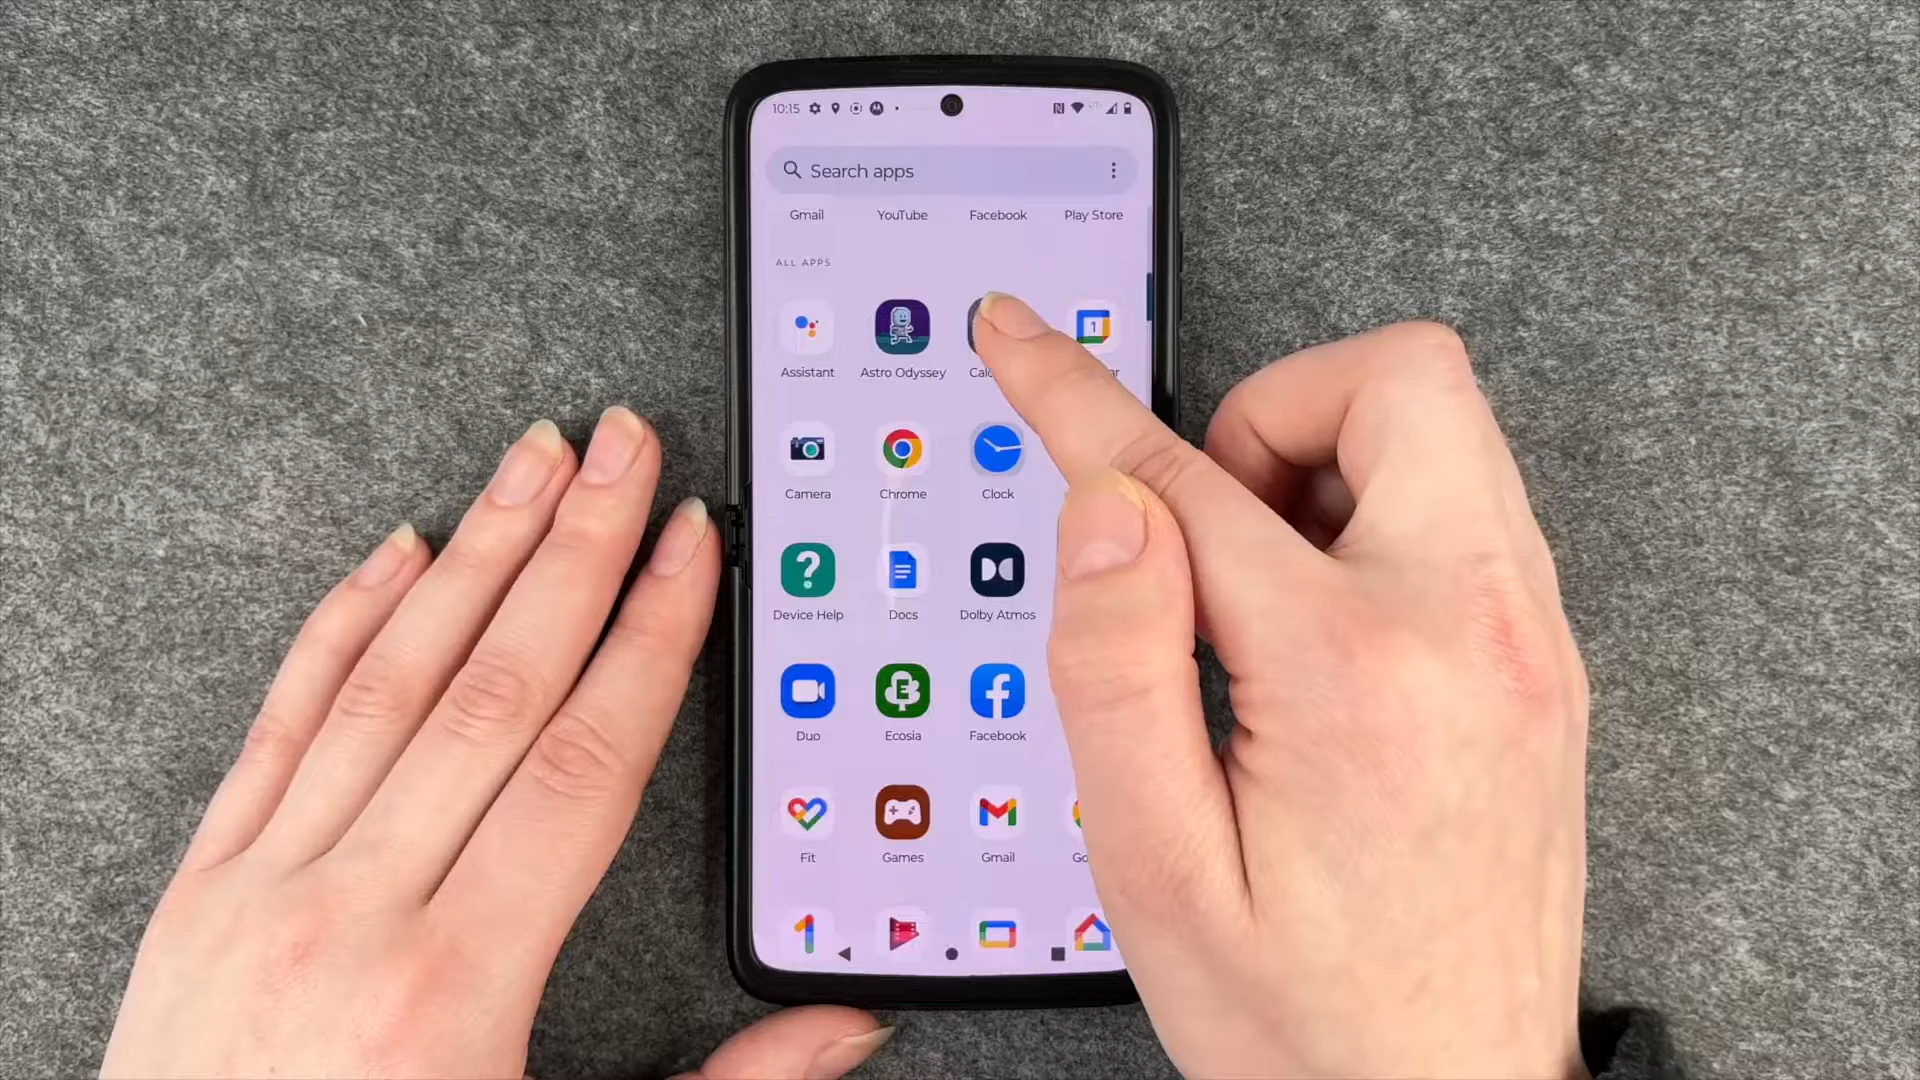 10:15
Search apps
Gmail YouTube Facebook Play Store
ALL APPS
Assistant Astro Odyssey
Camera Chrome Clock
Device Help Docs Dolby Atmos
Duo Ecosia Facebook
Fit Games Gmail